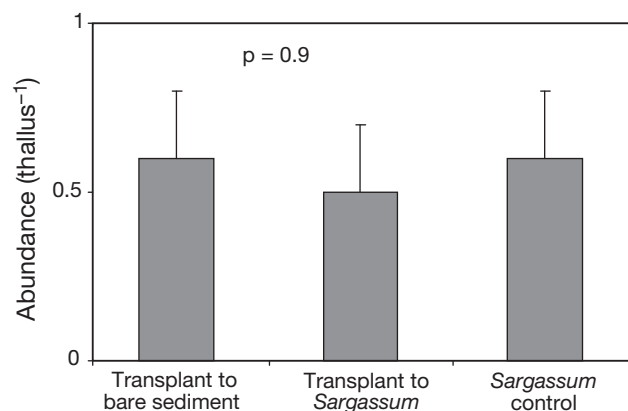 1
p = 0.9
Abundance (thallus⁻¹)
0.5
0
Transplant to
bare sediment
Transplant to
Sargassum
Sargassum
control